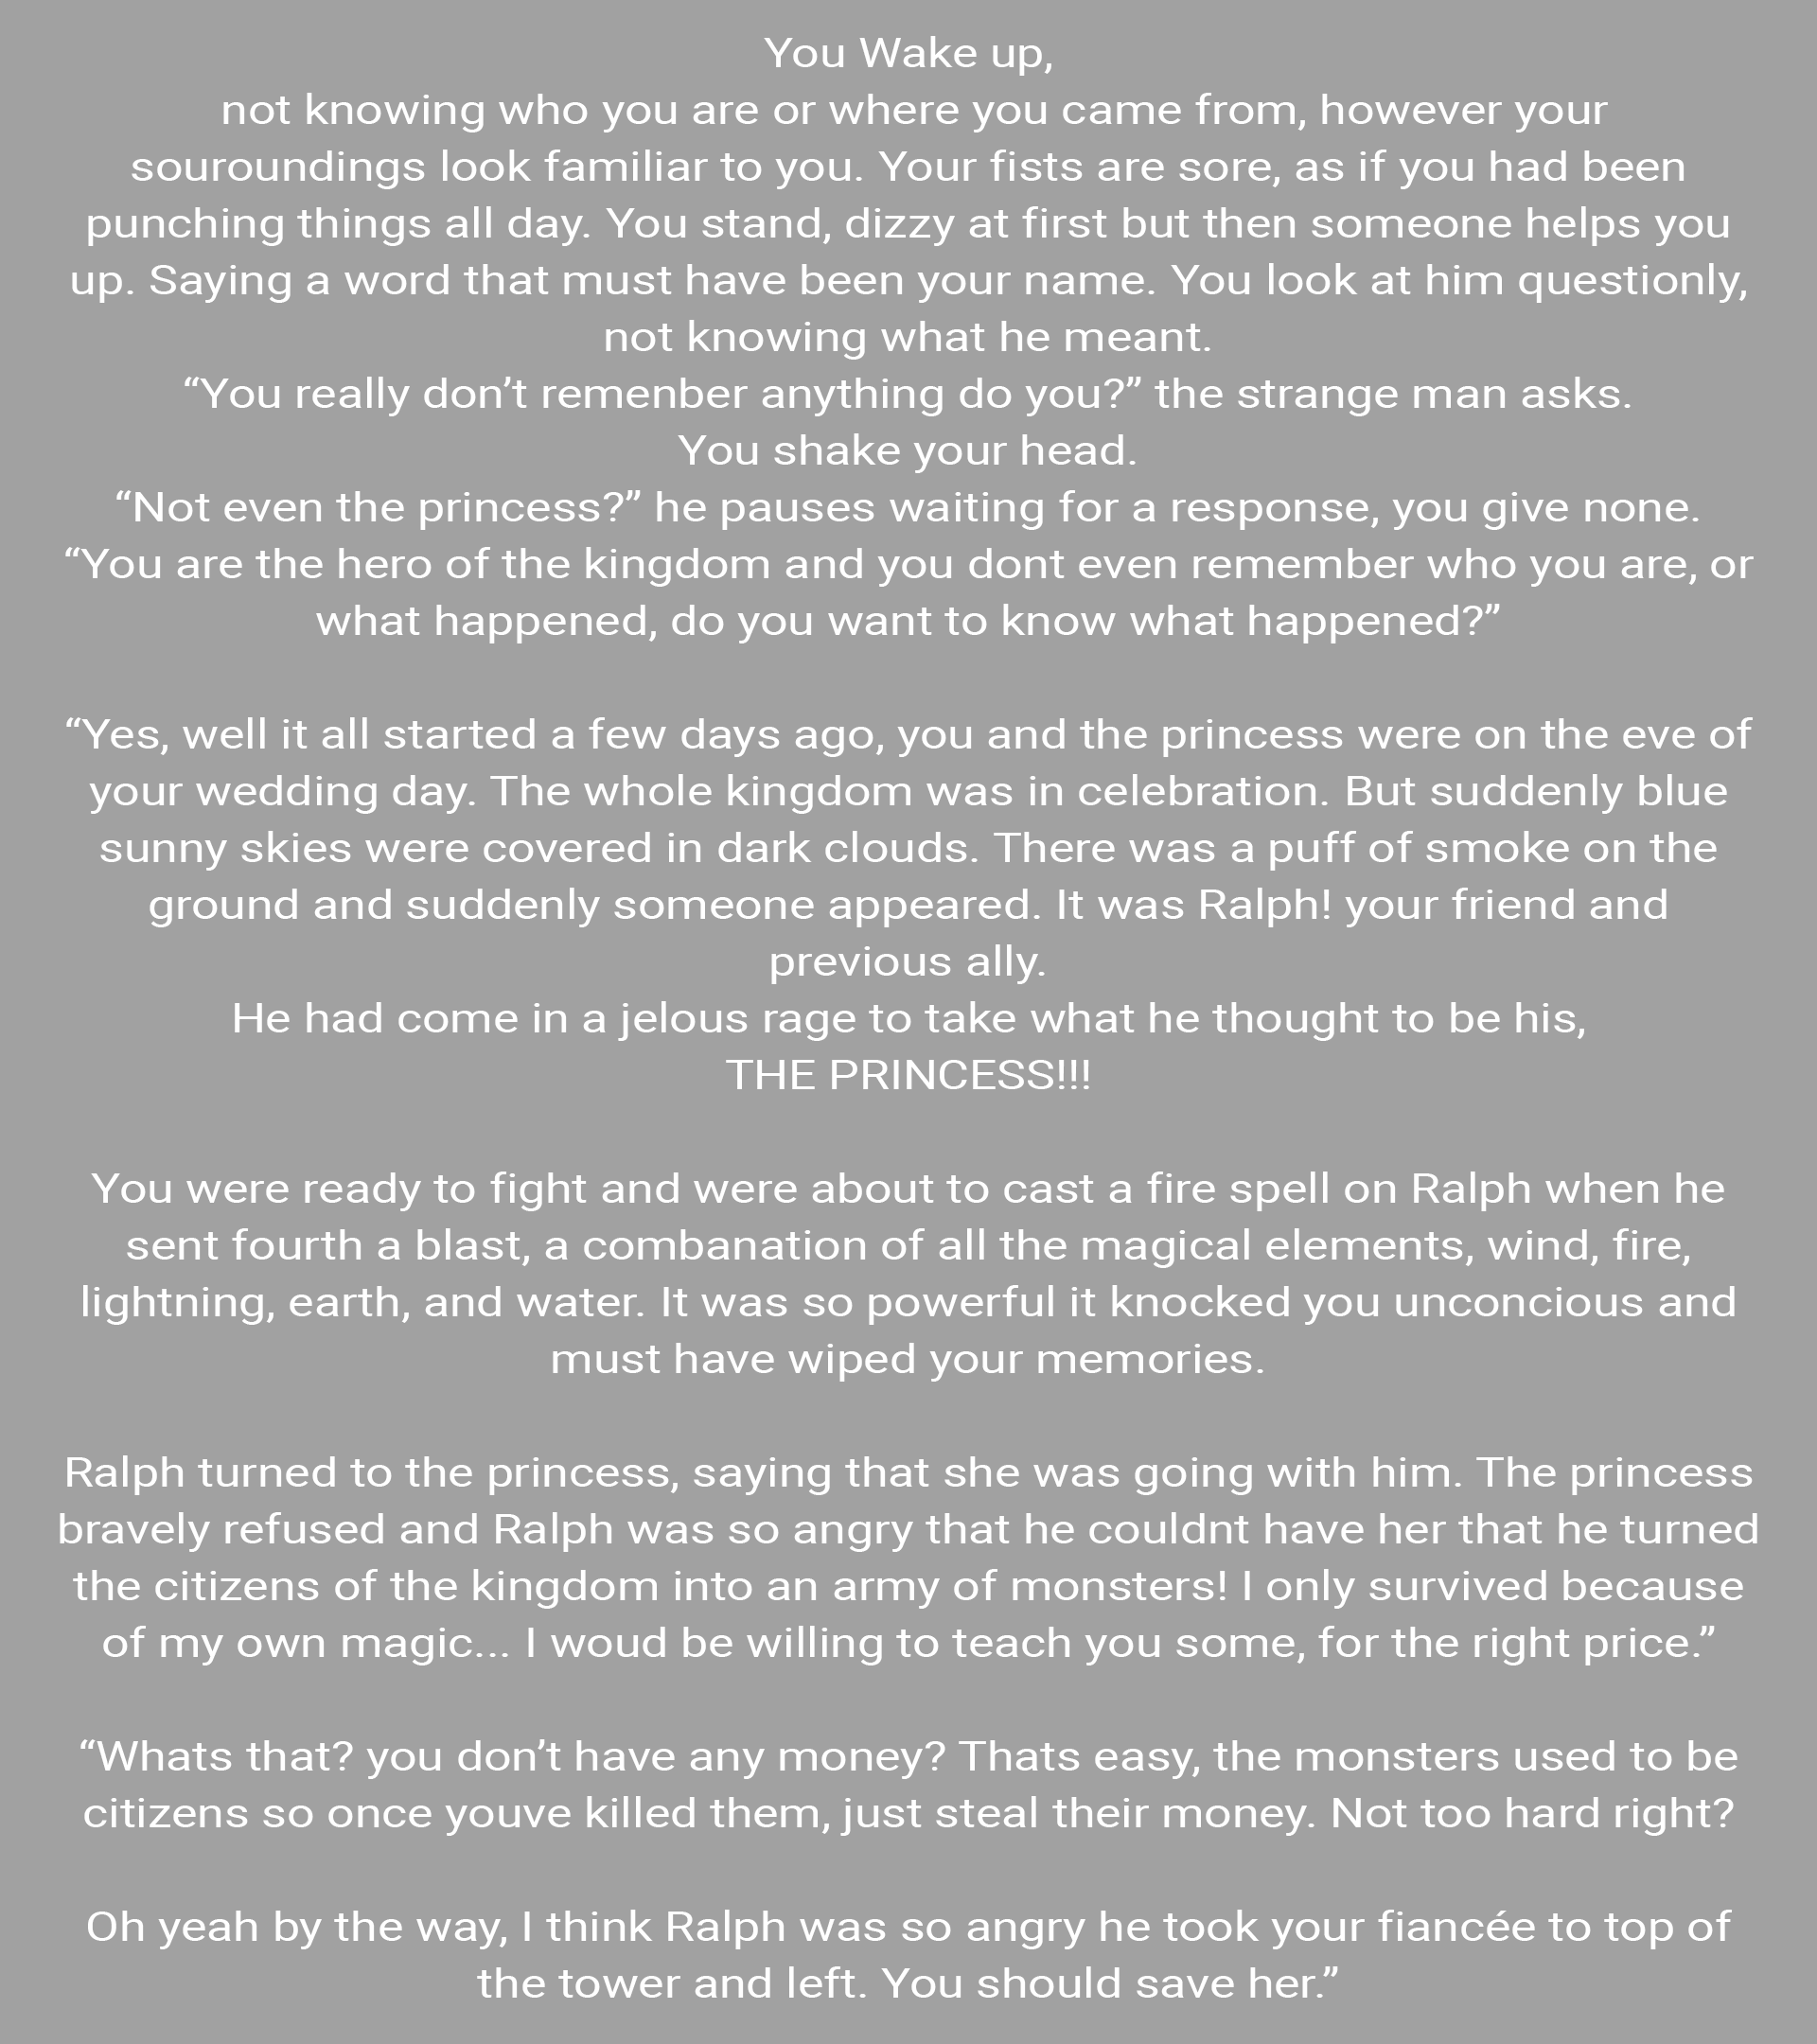 You Wake up,
not knowing who you are or where you came from, however your
souroundings look familiar to you. Your fists are sore, as if you had been
punching things all day. You stand, dizzy at first but then someone helps you
up. Saying a word that must have been your name. You look at him questionly,
not knowing what he meant.
“You really don’t remenber anything do you?” the strange man asks.
You shake your head.
“Not even the princess?” he pauses waiting for a response, you give none.
“You are the hero of the kingdom and you dont even remember who you are, or
what happened, do you want to know what happened?”
“Yes, well it all started a few days ago, you and the princess were on the eve of
your wedding day. The whole kingdom was in celebration. But suddenly blue
sunny skies were covered in dark clouds. There was a puff of smoke on the
ground and suddenly someone appeared. It was Ralph! your friend and
previous ally.
He had come in a jelous rage to take what he thought to be his,
THE PRINCESS!!!
You were ready to fight and were about to cast a fire spell on Ralph when he
sent fourth a blast, a combanation of all the magical elements, wind, fire,
lightning, earth, and water. It was so powerful it knocked you unconcious and
must have wiped your memories.
Ralph turned to the princess, saying that she was going with him. The princess
bravely refused and Ralph was so angry that he couldnt have her that he turned
the citizens of the kingdom into an army of monsters! I only survived because
of my own magic... I woud be willing to teach you some, for the right price.”
“Whats that? you don’t have any money? Thats easy, the monsters used to be
citizens so once youve killed them, just steal their money. Not too hard right?
Oh yeah by the way, I think Ralph was so angry he took your fiancée to top of
the tower and left. You should save her.”